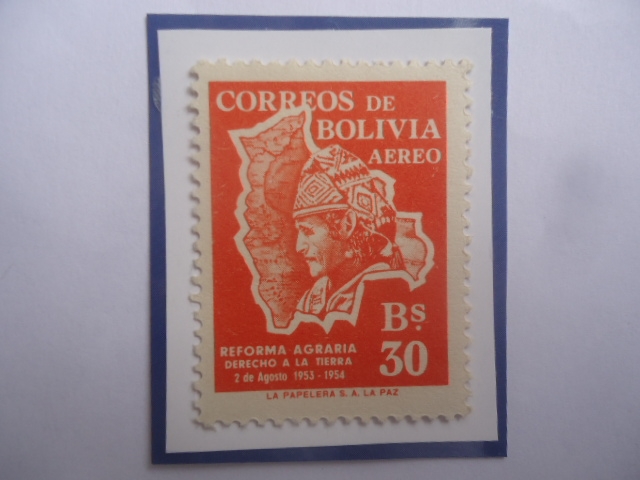 CORREOS DE
BOLIVIA
AEREO
Bs.
30
REFORMA AGRARIA
DERECHO A LA TIERRA
2 de Agosto 1953 - 1954
LA PAPELERA S. A. LA PAZ